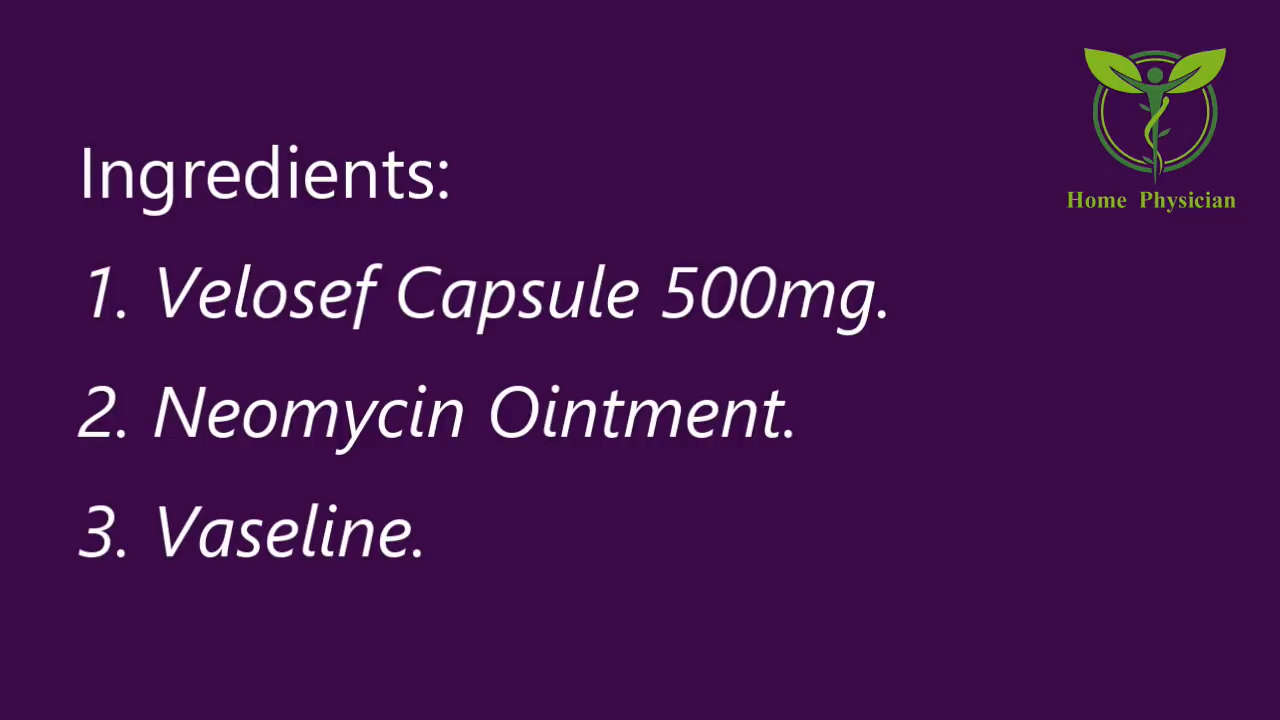 Home Physician
Ingredients:
1. Velosef Capsule 500mg.
2. Neomycin Ointment.
3. Vaseline.